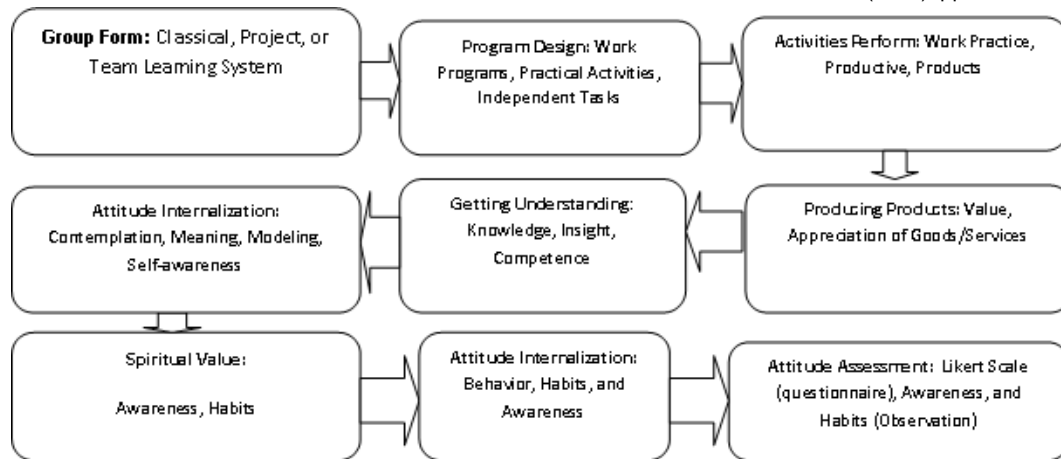 Group Form: Classical, Project, or
Team Learning System
Program Design: Work
Programs, Practical Activities,
Independent Tasks
Activities Perform: Work Practice,
Productive, Products
Producing Products: Value,
Appreciation of Goods/Services
Getting Understanding:
Knowledge, Insight,
Competence
Attitude Internalization:
Contemplation, Meaning, Modeling,
Self-awareness
Spiritual Value:
Awareness, Habits
Attitude Internalization:
Behavior, Habits, and
Awareness
Attitude Assessment: Likert Scale
(questionnaire), Awareness, and
Habits (Observation)